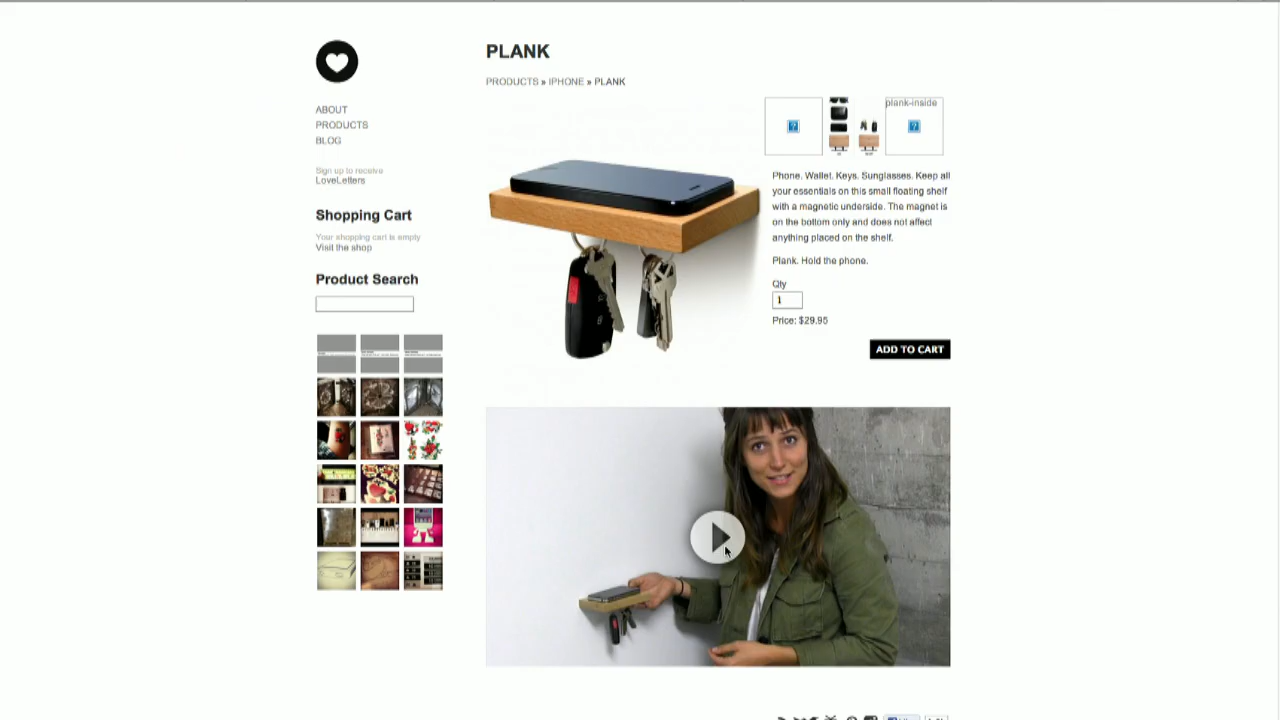 PLANK
PRODUCTS » IPHONE » PLANK
ABOUT
PRODUCTS
BLOG
Sign up to receive
LoveLetters
Shopping Cart
Your shopping cart is empty
Visit the shop
Product Search
plank-inside
Phone. Wallet. Keys. Sunglasses. Keep all
your essentials on this small floating shelf
with a magnetic underside. The magnet is
on the bottom only and does not affect
anything placed on the shelf.
Plank. Hold the phone.
Qty
1
Price: $29.95
ADD TO CART